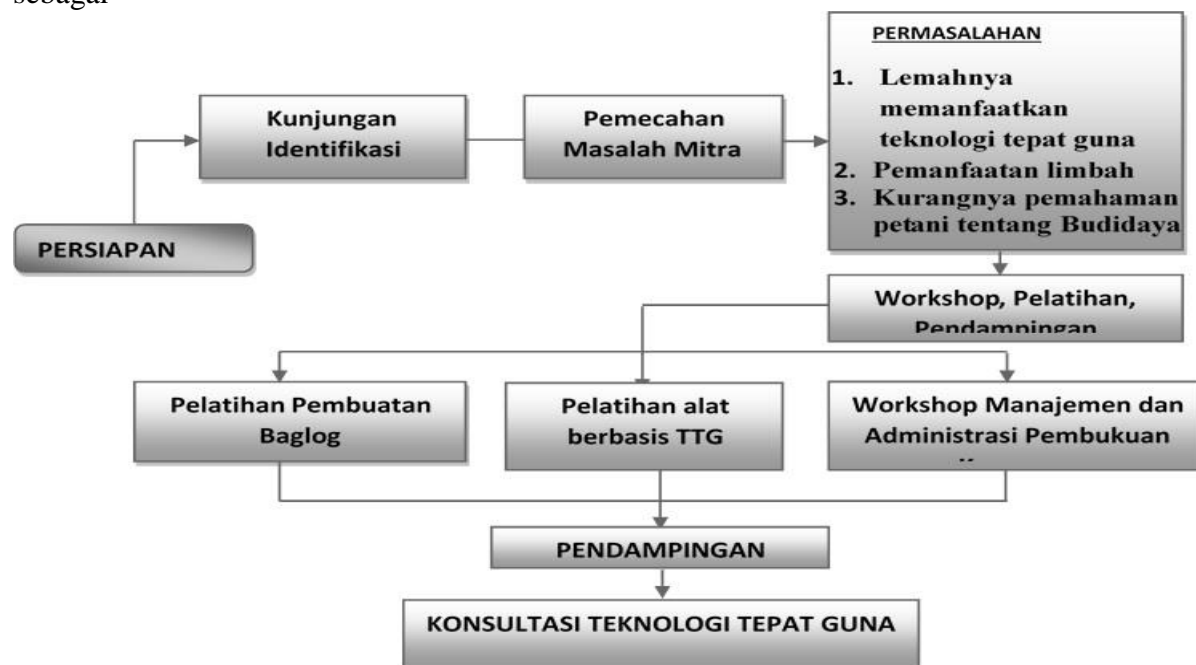 sebagai
PERMASALAHAN
1. Lemahnya
memanfaatkan
teknologi tepat guna
2. Pemanfaatan limbah
3. Kurangnya pemahaman
petani tentang Budidaya
Kunjungan
Identifikasi
Pemecahan
Masalah Mitra
PERSIAPAN
Workshop, Pelatihan,
Pendampingan
Pelatihan Pembuatan
Baglog
Pelatihan alat
berbasis TTG
Workshop Manajemen dan
Administrasi Pembukuan
PENDAMPINGAN
KONSULTASI TEKNOLOGI TEPAT GUNA